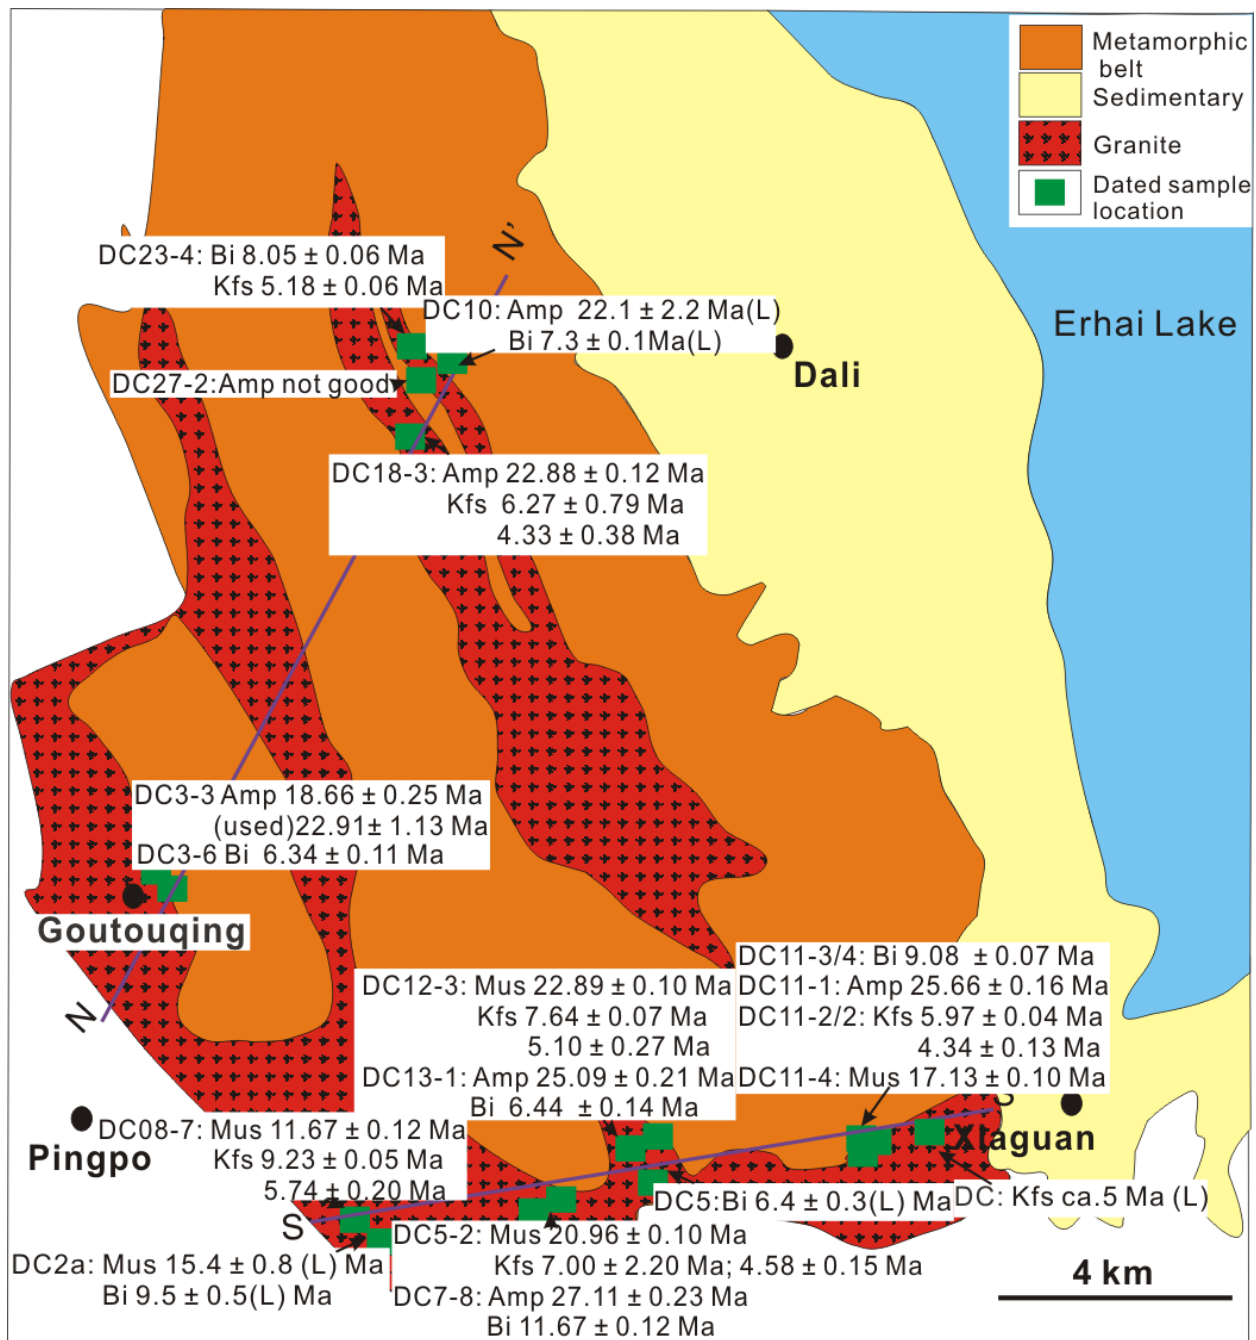 Metamorphic
belt
Sedimentary
Granite
Dated sample
location
N'
DC23-4: Bi 8.05 ± 0.06 Ma
Kfs 5.18 ± 0.06 Ma
DC10: Amp 22.1 ± 2.2 Ma(L)
Bi 7.3 ± 0.1Ma(L)
Erhai Lake
Dali
DC27-2:Amp not good
DC18-3: Amp 22.88 ± 0.12 Ma
Kfs 6.27 ± 0.79 Ma
4.33 ± 0.38 Ma
DC3-3 Amp 18.66 ± 0.25 Ma
(used)22.91± 1.13 Ma
DC3-6 Bi 6.34 ± 0.11 Ma
Goutouqing
N
DC12-3: Mus 22.89 ± 0.10 Ma
Kfs 7.64 ± 0.07 Ma
5.10 ± 0.27 Ma
DC13-1: Amp 25.09 ± 0.21 Ma
Bi 6.44 ± 0.14 Ma
DC11-3/4: Bi 9.08 ± 0.07 Ma
DC11-1: Amp 25.66 ± 0.16 Ma
DC11-2/2: Kfs 5.97 ± 0.04 Ma
4.34 ± 0.13 Ma
DC11-4: Mus 17.13 ± 0.10 Ma
Pingpo
DC08-7: Mus 11.67 ± 0.12 Ma
Kfs 9.23 ± 0.05 Ma
5.74 ± 0.20 Ma
Xiaguan
S
DC5:Bi 6.4 ± 0.3(L) Ma
DC: Kfs ca.5 Ma (L)
DC2a: Mus 15.4 ± 0.8 (L) Ma
Bi 9.5 ± 0.5(L) Ma
DC5-2: Mus 20.96 ± 0.10 Ma
Kfs 7.00 ± 2.20 Ma; 4.58 ± 0.15 Ma
DC7-8: Amp 27.11 ± 0.23 Ma
Bi 11.67 ± 0.12 Ma
4 km